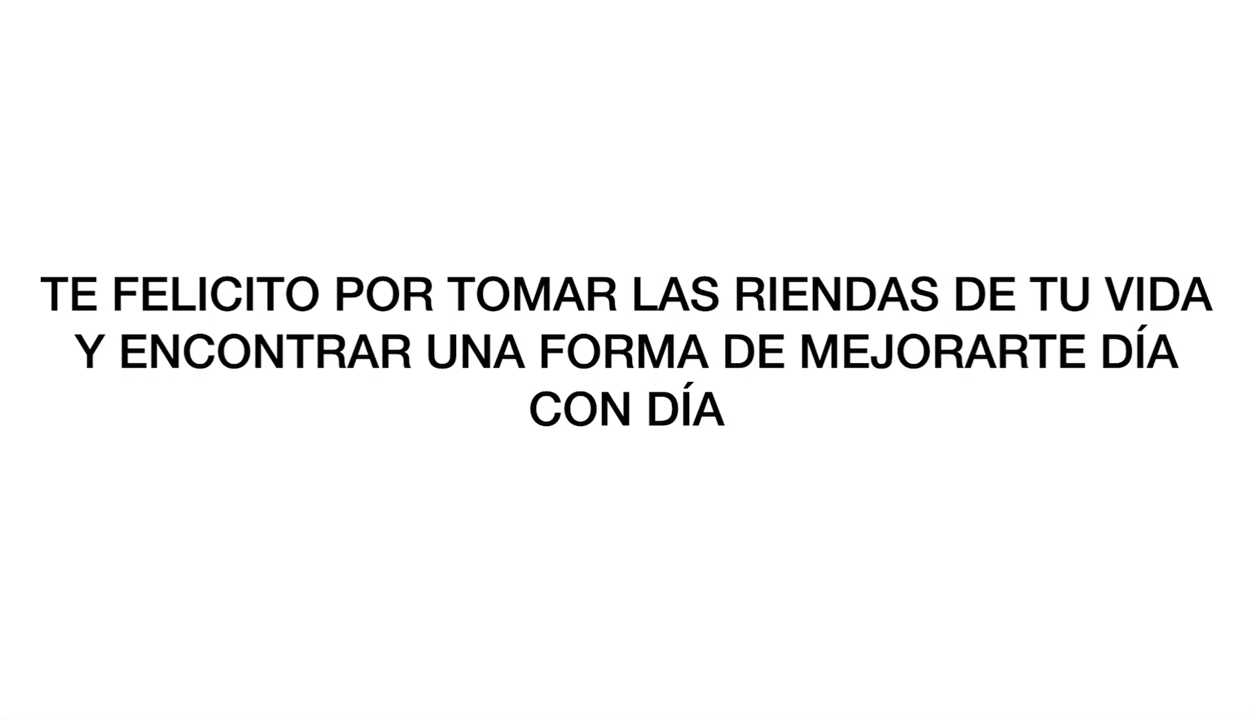 TE FELICITO POR TOMAR LAS RIENDAS DE TU VIDA
Y ENCONTRAR UNA FORMA DE MEJORARTE DÍA
CON DÍA